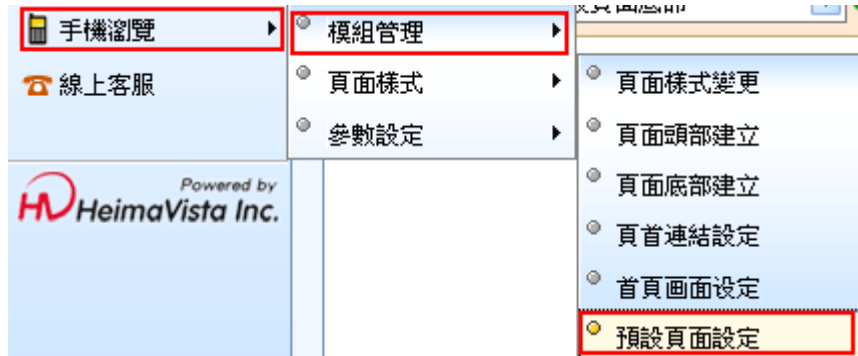 手機瀏覽
線上客服
Powered by
HeimaVista Inc.
模組管理
頁面樣式
參數設定
頁面樣式變更
頁面頭部建立
頁面底部建立
頁首連結設定
首頁画面设定
預設頁面設定